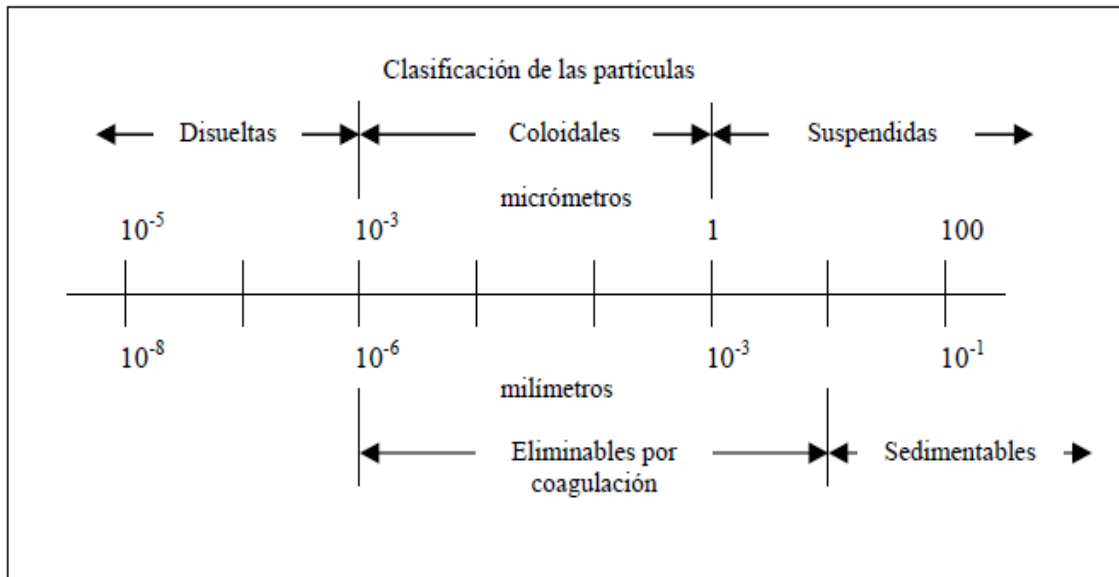 Clasificación de las partículas
Disueltas Coloidales Suspendidas
micrómetros
10⁻⁵ 10⁻³ 1 100
10⁻⁸ 10⁻⁶ 10⁻³ 10⁻¹
milímetros
Eliminables por Sedimentables
coagulación